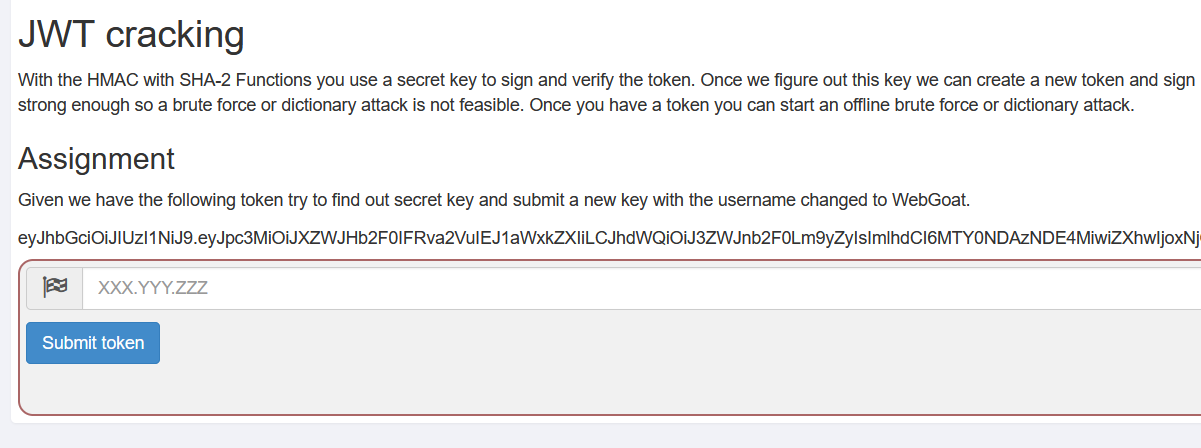 JWT cracking
With the HMAC with SHA-2 Functions you use a secret key to sign and verify the token. Once we figure out this key we can create a new token and sign
strong enough so a brute force or dictionary attack is not feasible. Once you have a token you can start an offline brute force or dictionary attack.
Assignment
Given we have the following token try to find out secret key and submit a new key with the username changed to WebGoat.
eyJhbGciOiJIUzI1NiJ9.eyJpc3MiOiJXZWJHb2F0IFRva2VuIEJ1aWxkZXIiLCJhdWQiOiJ3ZWJnb2F0Lm9yZyIsImlhdCI6MTY0NDAzNDE4MiwiZXhwIjoxNj
XXX.YYY.ZZZ
Submit token